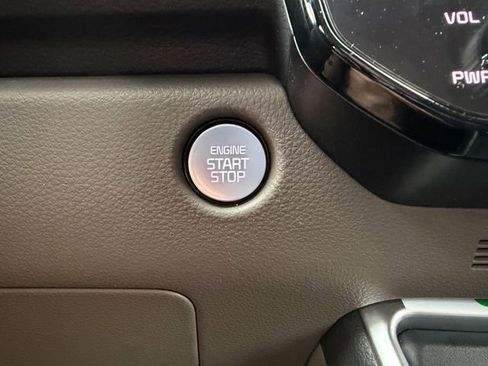 VOL
PWR
ENGINE
START
STOP